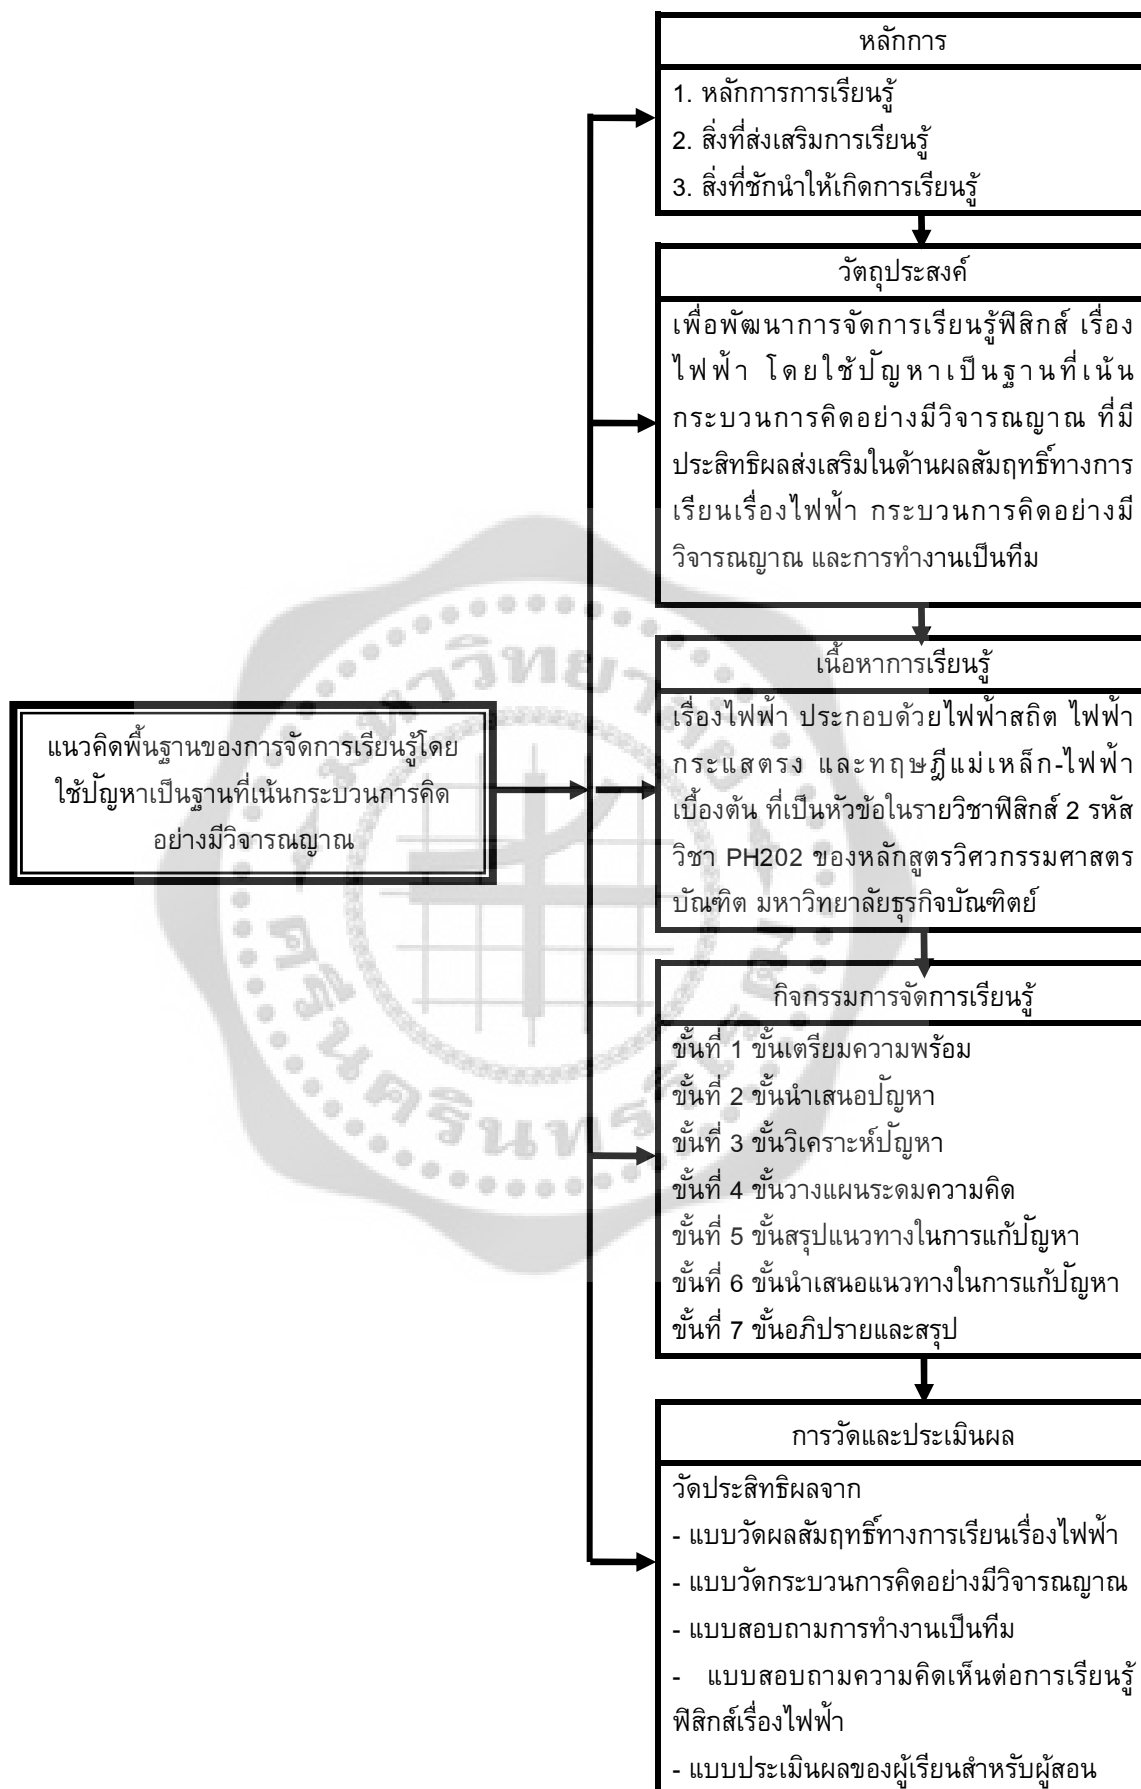 หลักการ
1. หลักการการเรียนรู้
2. สิ่งที่ส่งเสริมการเรียนรู้
3. สิ่งที่ชักนำให้เกิดการเรียนรู้
วัตถุประสงค์
เพื่อพัฒนาการจัดการเรียนรู้ฟิสิกส์ เรื่อง
ไฟฟ้า โดยใช้ปัญหาเป็นฐานที่เน้น
กระบวนการคิดอย่างมีวิจารณญาณ ที่มี
ประสิทธิผลส่งเสริมในด้านผลสัมฤทธิ์ทางการ
เรียนเรื่องไฟฟ้า กระบวนการคิดอย่างมี
วิจารณญาณ และการทำงานเป็นทีม
เนื้อหาการเรียนรู้
เรื่องไฟฟ้า ประกอบด้วยไฟฟ้าสถิต ไฟฟ้า
กระแสตรง และทฤษฎีแม่เหล็ก-ไฟฟ้า
เบื้องต้น ที่เป็นหัวข้อในรายวิชาฟิสิกส์ 2 รหัส
วิชา PH202 ของหลักสูตรวิศวกรรมศาสตร
บัณฑิต มหาวิทยาลัยธุรกิจบัณฑิตย์
แนวคิดพื้นฐานของการจัดการเรียนรู้โดย
ใช้ปัญหาเป็นฐานที่เน้นกระบวนการคิด
อย่างมีวิจารณญาณ
กิจกรรมการจัดการเรียนรู้
ขั้นที่ 1 ขั้นเตรียมความพร้อม
ขั้นที่ 2 ขั้นนำเสนอปัญหา
ขั้นที่ 3 ขั้นวิเคราะห์ปัญหา
ขั้นที่ 4 ขั้นวางแผนระดมความคิด
ขั้นที่ 5 ขั้นสรุปแนวทางในการแก้ปัญหา
ขั้นที่ 6 ขั้นนำเสนอแนวทางในการแก้ปัญหา
ขั้นที่ 7 ขั้นอภิปรายและสรุป
การวัดและประเมินผล
วัดประสิทธิผลจาก
- แบบวัดผลสัมฤทธิ์ทางการเรียนเรื่องไฟฟ้า
- แบบวัดกระบวนการคิดอย่างมีวิจารณญาณ
- แบบสอบถามการทำงานเป็นทีม
- แบบสอบถามความคิดเห็นต่อการเรียนรู้
ฟิสิกส์เรื่องไฟฟ้า
- แบบประเมินผลของผู้เรียนสำหรับผู้สอน
มหาวิทยาลัย
ศรีนครินทรวิโรฒ